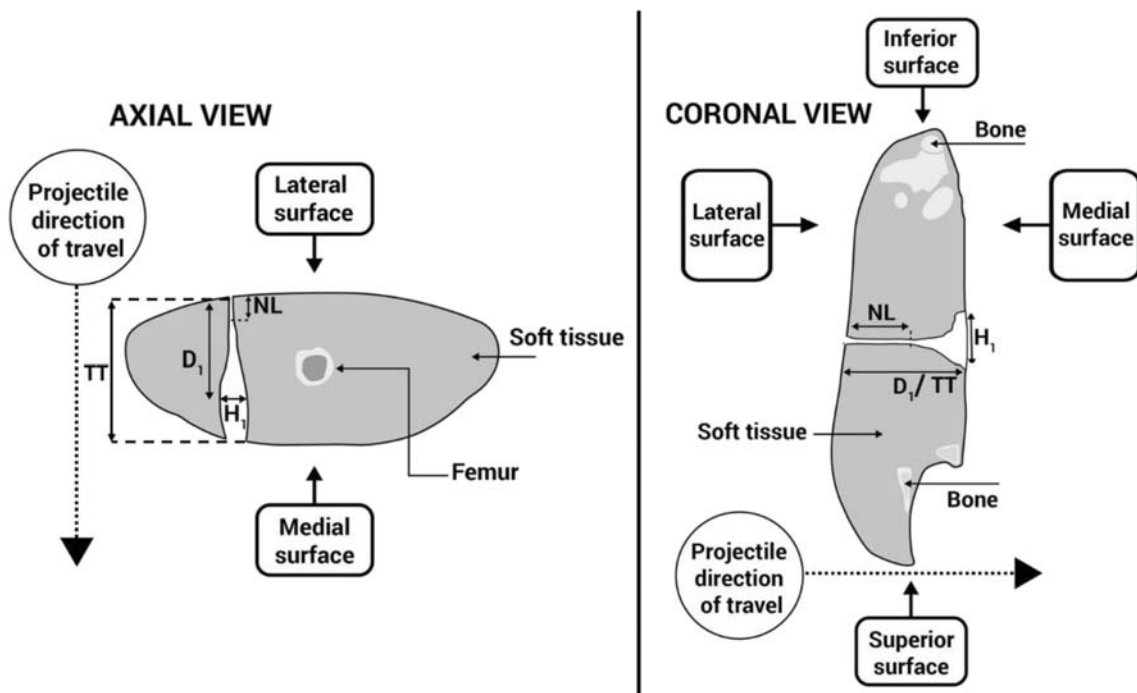 AXIAL VIEW
Projectile
direction
of travel
Lateral
surface
NL
TT
D₁
H₁
Soft tissue
Femur
Medial
surface
Inferior
surface
CORONAL VIEW
Bone
Lateral
surface
Medial
surface
NL
H₁
D₁/ TT
Soft tissue
Bone
Projectile
direction
of travel
Superior
surface